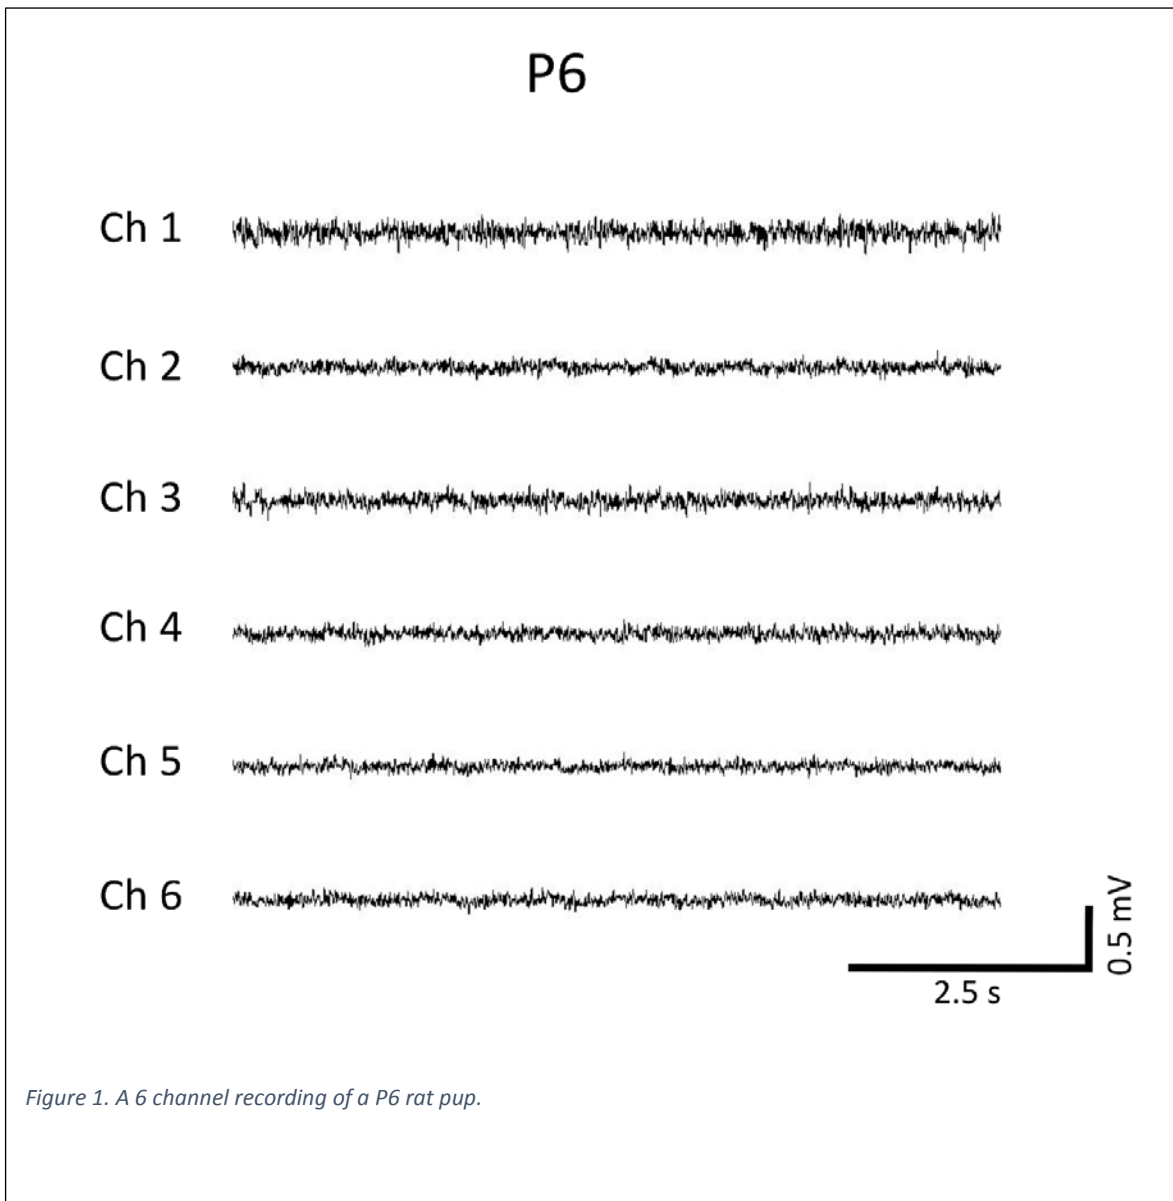 P6
Ch 1
Ch 2
Ch 3
Ch 4
Ch 5
Ch 6
0.5 mV
2.5 s
Figure 1. A 6 channel recording of a P6 rat pup.